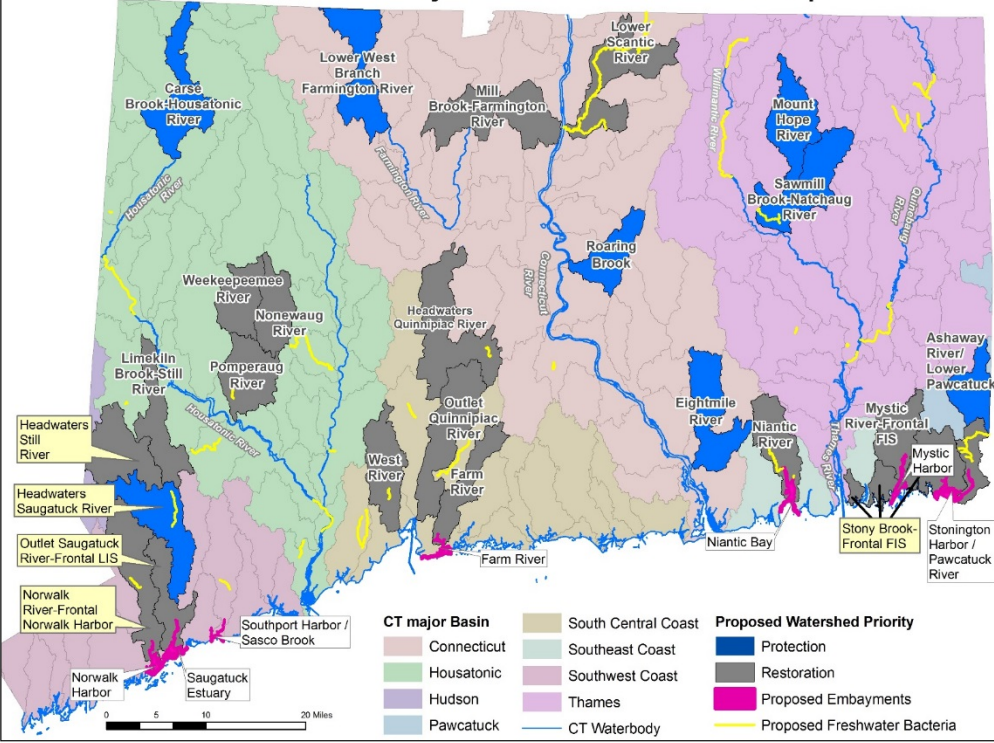 Lower
Scantic
River
Carse
Brook-Housatonic
River
Lower West
Branch
Farmington River
Mill
Brook-Farmington
River
Willimantic River
Mount
Hope
River
Sawmill
Brook-Natchaug
River
Quinebaug
River
Housatonic
River
Farmington River
Connecticut
River
Roaring
Brook
Weekeepeemee
River
Nonewaug
River
Headwaters
Quinnipiac River
Limekiln
Brook-Still
River
Pomperaug
River
Housatonic River
Ashaway
River/
Lower
Pawcatuck
Eightmile
River
Outlet
Quinnipiac
River
West
River
Farm
River
Niantic
River
Thames River
Mystic
River-Frontal
FIS
Mystic
Harbor
Headwaters
Still
River
Headwaters
Saugatuck River
Outlet Saugatuck
River-Frontal LIS
Norwalk
River-Frontal
Norwalk Harbor
Farm River
Niantic Bay
Stony Brook-
Frontal FIS
Stonington
Harbor /
Pawcatuck
River
Southport Harbor /
Sasco Brook
Norwalk
Harbor
Saugatuck
Estuary
0 5 10 20 Miles
CT major Basin
Connecticut
Housatonic
Hudson
Pawcatuck
South Central Coast
Southeast Coast
Southwest Coast
Thames
CT Waterbody
Proposed Watershed Priority
Protection
Restoration
Proposed Embayments
Proposed Freshwater Bacteria